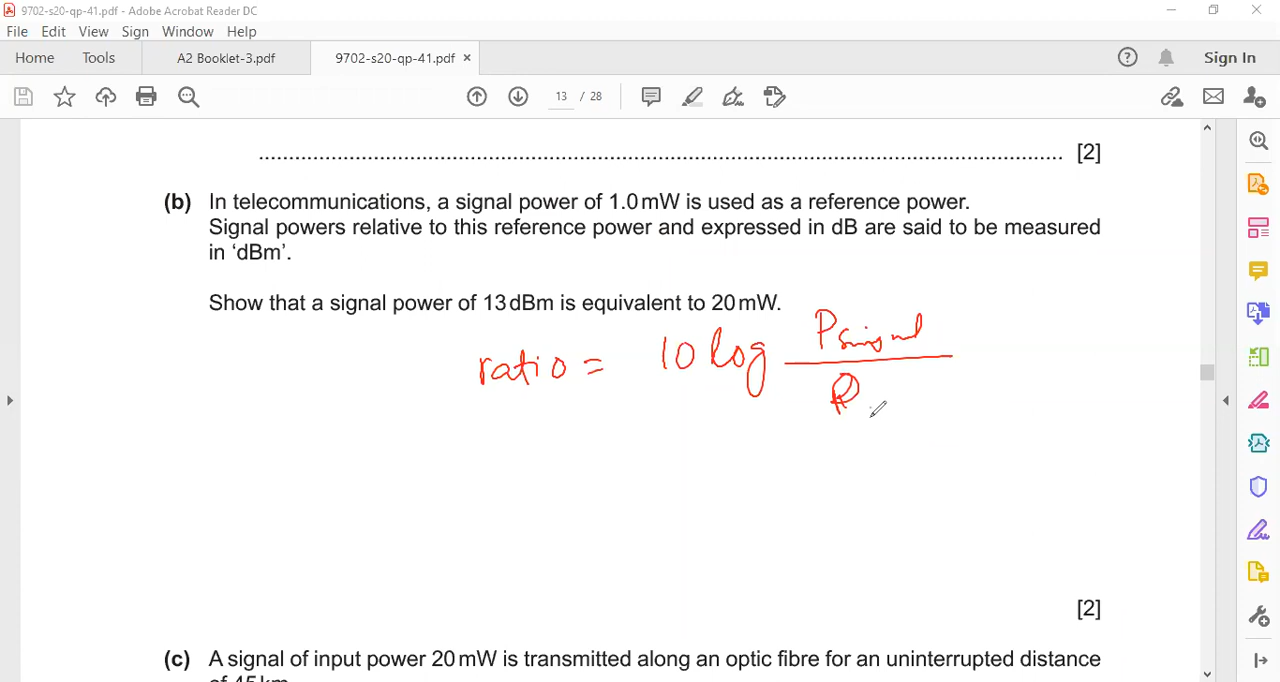 9702-s20-qp-41.pdf - Adobe Acrobat Reader DC
File Edit View Sign Window Help
Home Tools A2 Booklet-3.pdf 9702-s20-qp-41.pdf × Sign In
13 / 28
.......................................................................................................................................... [2]
(b) In telecommunications, a signal power of 1.0 mW is used as a reference power.
Signal powers relative to this reference power and expressed in dB are said to be measured
in ‘dBm’.
Show that a signal power of 13 dBm is equivalent to 20 mW.
ratio = 10 log Psignal
P
[2]
(c) A signal of input power 20 mW is transmitted along an optic fibre for an uninterrupted distance
of 45 km.